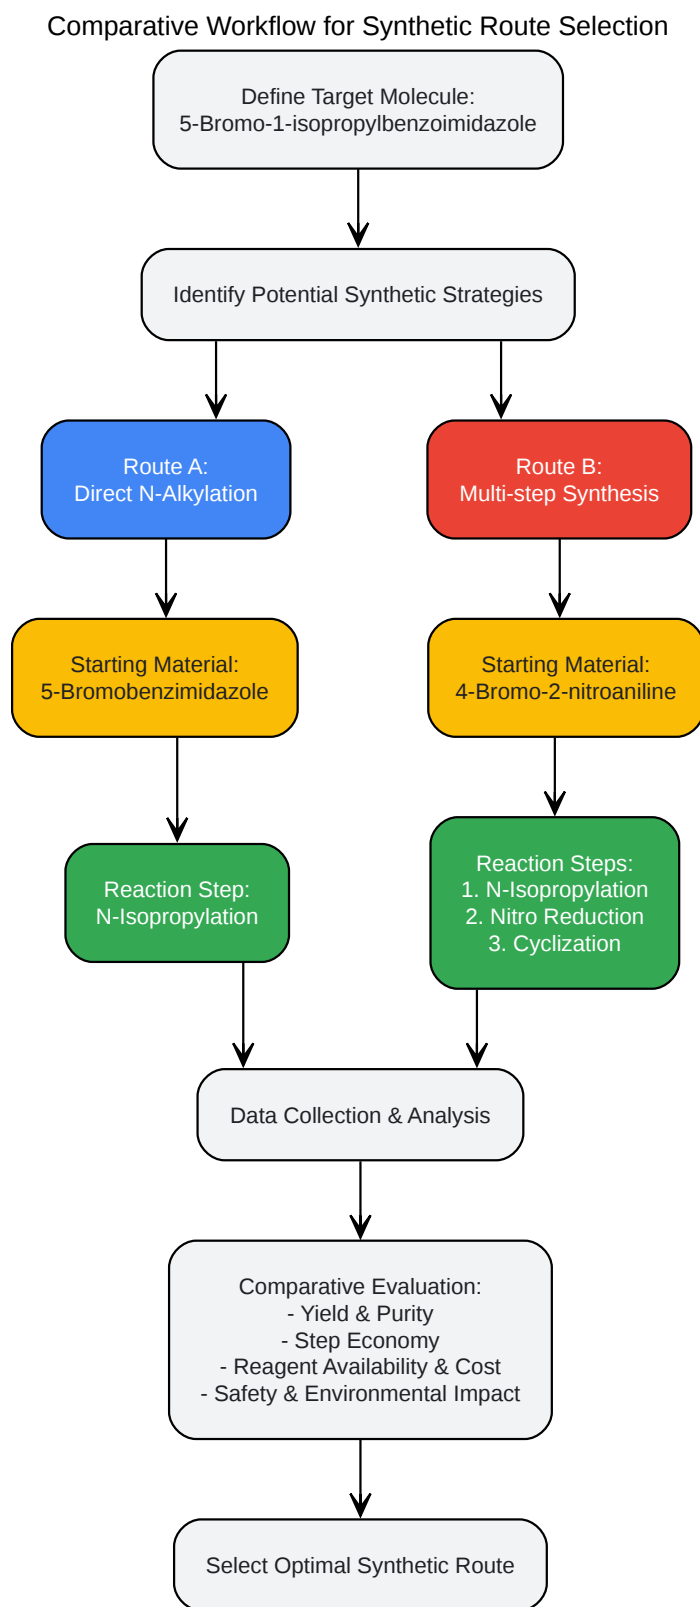 Comparative Workflow for Synthetic Route Selection
Define Target Molecule:
5-Bromo-1-isopropylbenzoimidazole
Identify Potential Synthetic Strategies
Route A:
Direct N-Alkylation
Route B:
Multi-step Synthesis
Starting Material:
5-Bromobenzimidazole
Starting Material:
4-Bromo-2-nitroaniline
Reaction Step:
N-Isopropylation
Reaction Steps:
1. N-Isopropylation
2. Nitro Reduction
3. Cyclization
Data Collection & Analysis
Comparative Evaluation:
- Yield & Purity
- Step Economy
- Reagent Availability & Cost
- Safety & Environmental Impact
Select Optimal Synthetic Route